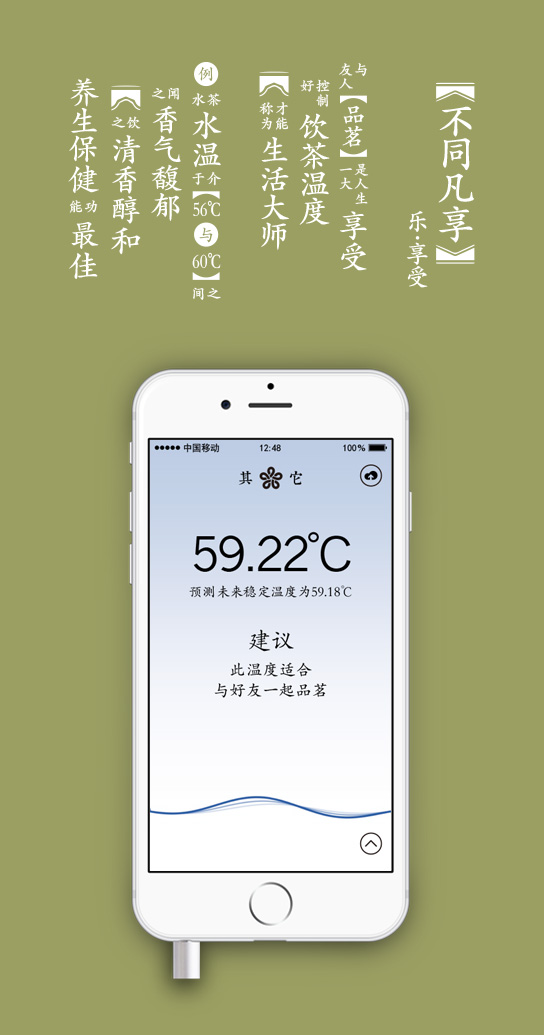 《不同凡享》
乐·享受
与友人【品茗】是人生一大享受
控制好饮茶温度
才能称为生活大师
例
茶水水温介于【56℃与60℃】之间
闻之香气馥郁
饮之清香醇和
养生保健功能最佳
中国移动 12:48 100%
其它
59.22℃
预测未来稳定温度为59.18℃
建议
此温度适合
与好友一起品茗